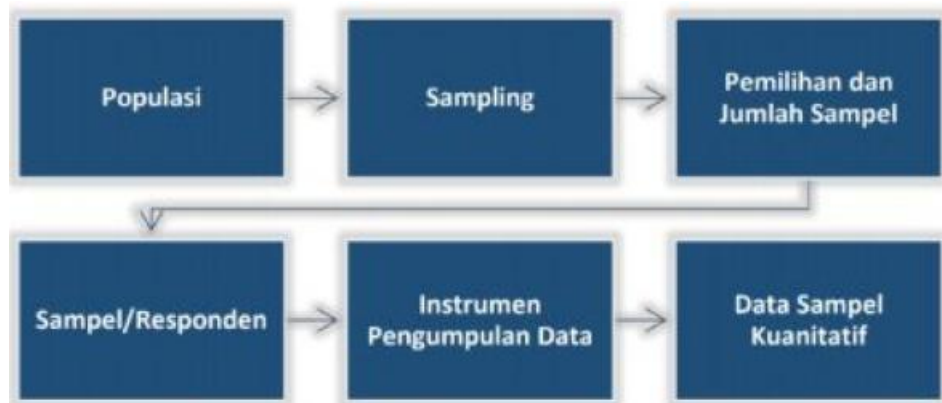 Populasi
Sampling
Pemilihan dan
Jumlah Sampel
Sampel/Responden
Instrumen
Pengumpulan Data
Data Sampel
Kuanitatif